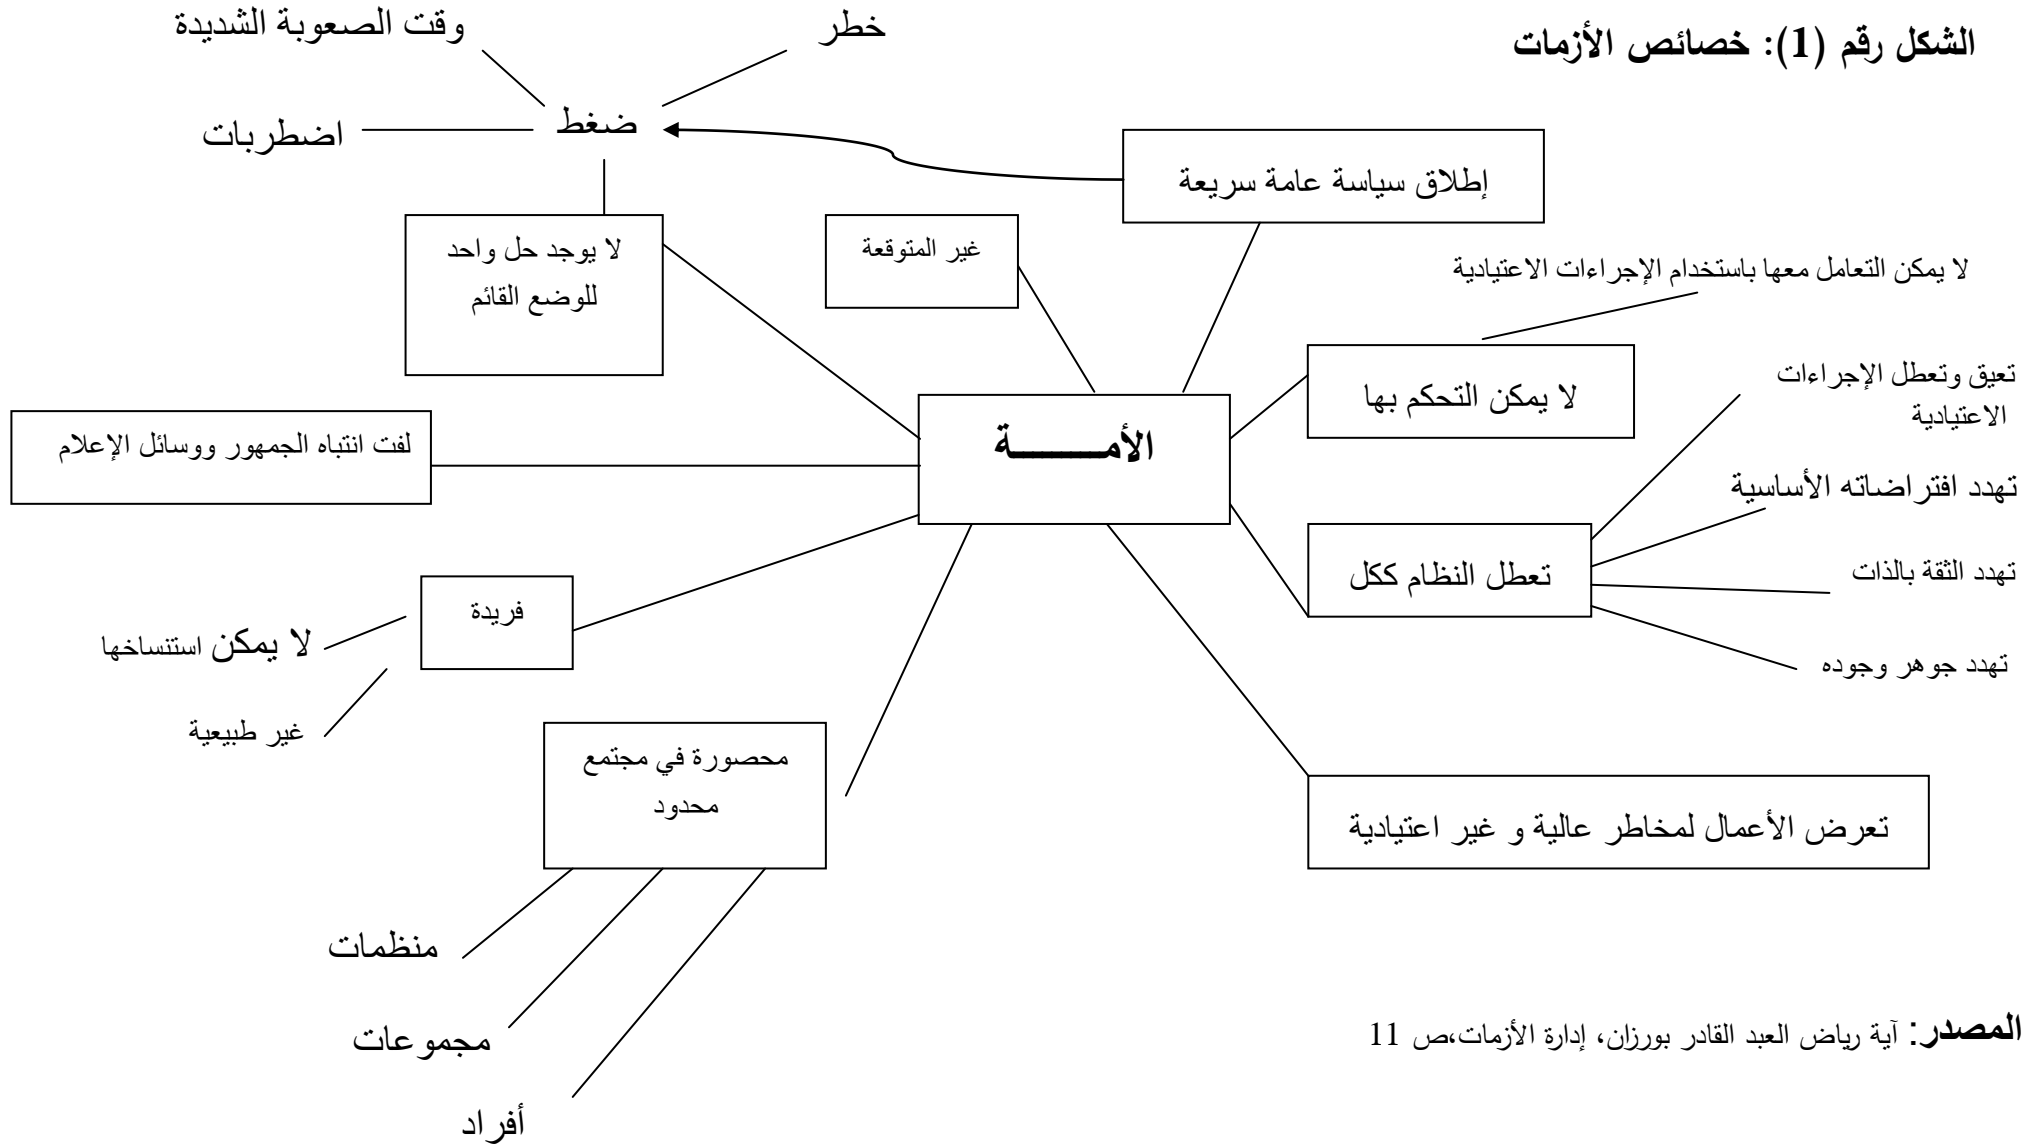 الشكل رقم (1): خصائص الأزمات
خطر
وقت الصعوبة الشديدة
ضغط
اضطربات
إطلاق سياسة عامة سريعة
غير المتوقعة
لا يوجد حل واحد
للوضع القائم
لا يمكن التعامل معها باستخدام الإجراءات الاعتيادية
لا يمكن التحكم بها
تعيق وتعطل الإجراءات
الاعتيادية
الأمـــــــــة
لفت انتباه الجمهور ووسائل الإعلام
تهدد افتراضاته الأساسية
تعطل النظام ككل
تهدد الثقة بالذات
تهدد جوهر وجوده
فريدة
لا يمكن استنساخها
غير طبيعية
محصورة في مجتمع
محدود
تعرض الأعمال لمخاطر عالية و غير اعتيادية
منظمات
مجموعات
أفراد
المصدر: آية رياض العبد القادر بورزان، إدارة الأزمات،ص 11